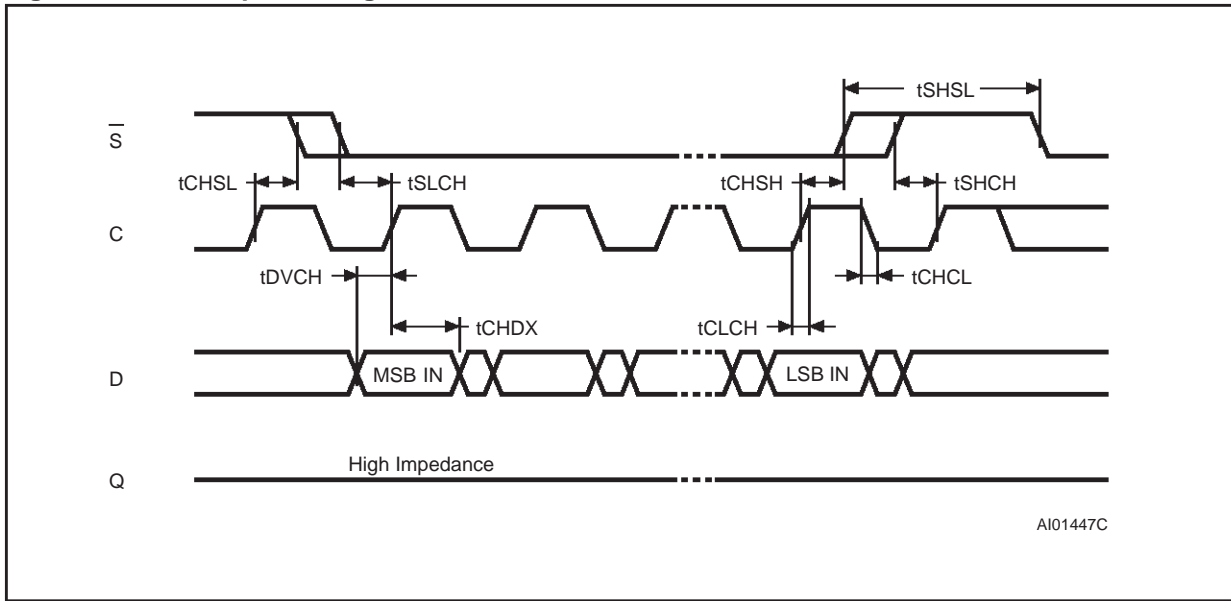 tSHSL
S
tCHSL
tSLCH
tCHSH
tSHCH
C
tDVCH
tCHCL
tCHDX
tCLCH
D
MSB IN
LSB IN
High Impedance
Q
AI01447C